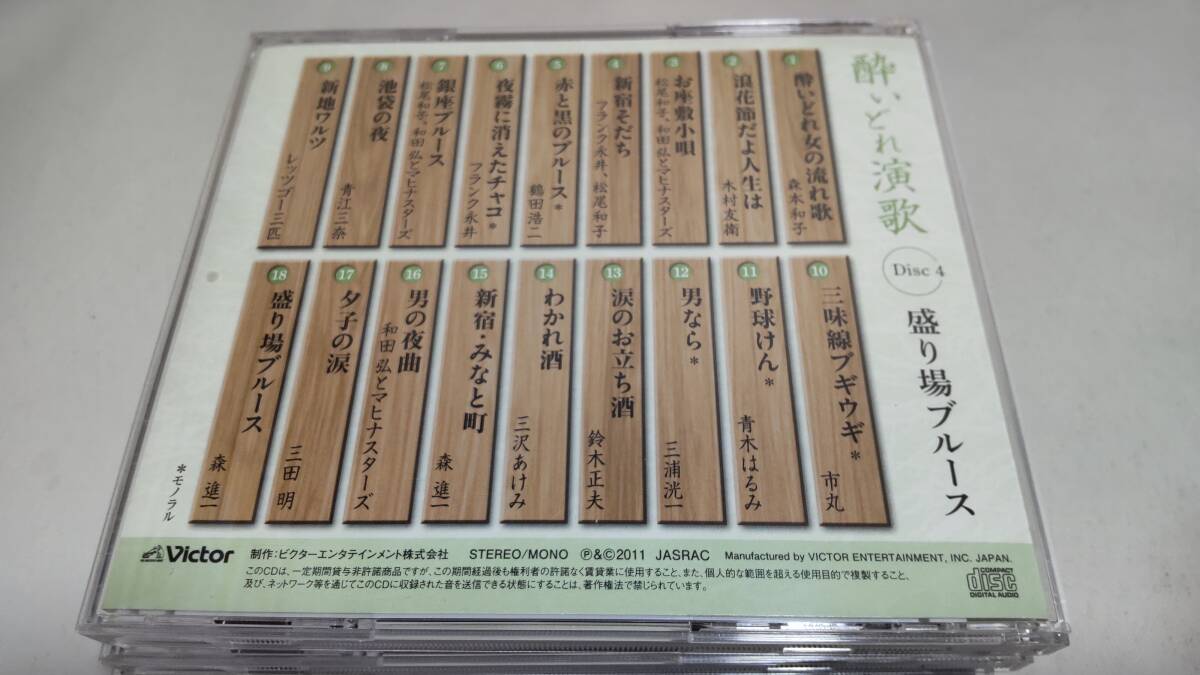 酔いどれ演歌
Disc 4
盛り場ブルース
1
酔いどれ女の流れ歌
森本和子
2
浪花節だよ人生は
木村友衛
3
お座敷小唄
松尾和子、和田弘とマヒナスターズ
4
新宿そだち
フランク永井、松尾和子
5
赤と黒のブルース*
鶴田浩二
6
夜霧に消えたチャコ*
フランク永井
7
銀座ブルース
松尾和子、和田弘とマヒナスターズ
8
池袋の夜
青江三奈
9
新地ワルツ
レッツゴー三匹
10
三味線ブギウギ*
市丸
11
野球けん*
青木はるみ
12
男なら*
三浦洸一
13
涙のお立ち酒
鈴木正夫
14
わかれ酒
三沢あけみ
15
新宿・みなと町
森 進一
16
男の夜曲
和田 弘とマヒナスターズ
17
夕子の涙
三田 明
18
盛り場ブルース
森 進一
*モノラル
Victor
制作:ビクターエンタテインメント株式会社 STEREO/MONO Ⓟ&©2011 JASRAC Manufactured by VICTOR ENTERTAINMENT, INC. JAPAN.
このCDは、一定期間貸与非許諾商品ですが、この期間経過後も権利者の許諾なく賃貸業に使用すること、また、個人的な範囲を超える使用目的で複製すること、
及び、ネットワーク等を通じてこのCDに収録された音を送信できる状態にすることは、著作権法で禁じられています。
COMPACT
disc
DIGITAL AUDIO